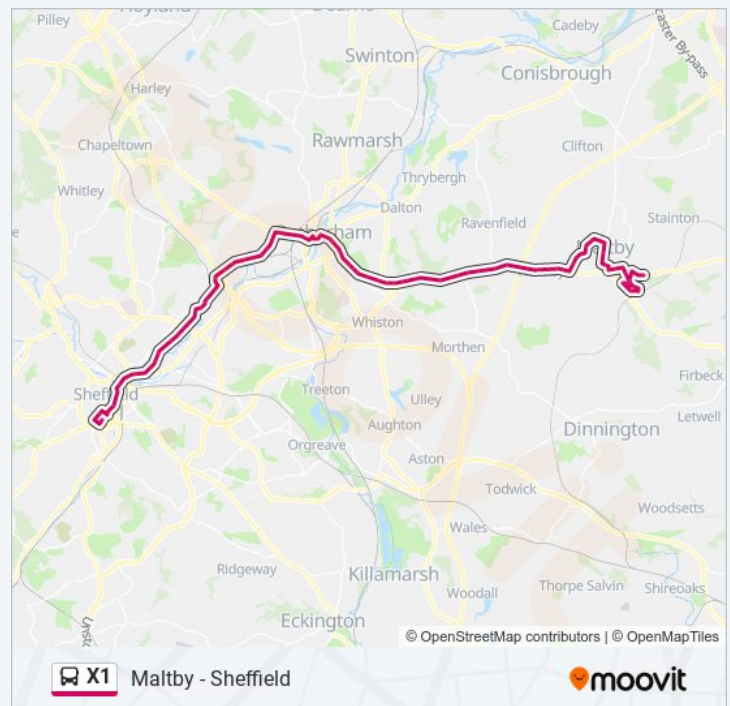 Pilley
Cadeby
Swinton
Conisbrough
Harley
Rawmarsh
Chapeltown
Clifton
Thrybergh
Whitley
Dalton
Ravenfield
Stainton
Whiston
Morthen
Firbeck
Sheffield
Treeton
Ulley
Letwell
Aughton
Dinnington
Orgreave
Aston
Todwick
Woodsetts
Wales
Ridgeway
Killamarsh
Thorpe Salvin
Shireoaks
Woodall
Eckington
© OpenStreetMap contributors | © OpenMapTiles
X1 Maltby - Sheffield
moovit